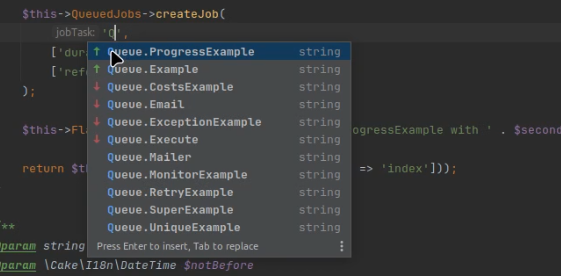 $this->QueuedJobs->createJob(
jobTask: 'Q',
['dur
['ref
);
Queue.ProgressExample string
Queue.Example string
Queue.CostsExample string
Queue.Email string
Queue.ExceptionExample string
Queue.Execute string
Queue.Mailer string
Queue.MonitorExample string
Queue.RetryExample string
Queue.SuperExample string
Queue.UniqueExample string
Press Enter to insert, Tab to replace
$this->Fla ogressExample with ' . $second
return $th => 'index']));
/**
param string
param \Cake\I18n\DateTime $notBefore